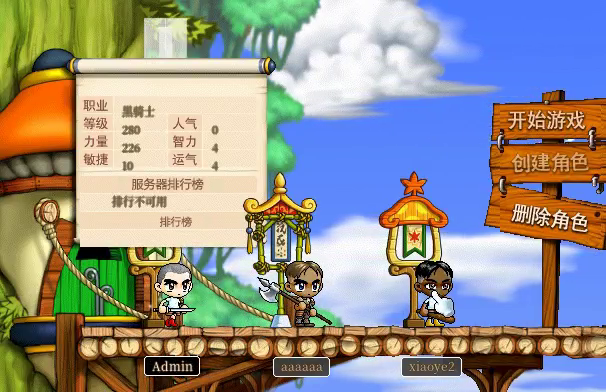 职业 黑骑士
等级 280 人气 0
力量 226 智力 4
敏捷 10 运气 4
服务器排行榜
排行不可用
排行榜
开始游戏
创建角色
删除角色
Admin
aaaaaa
xiaoye2